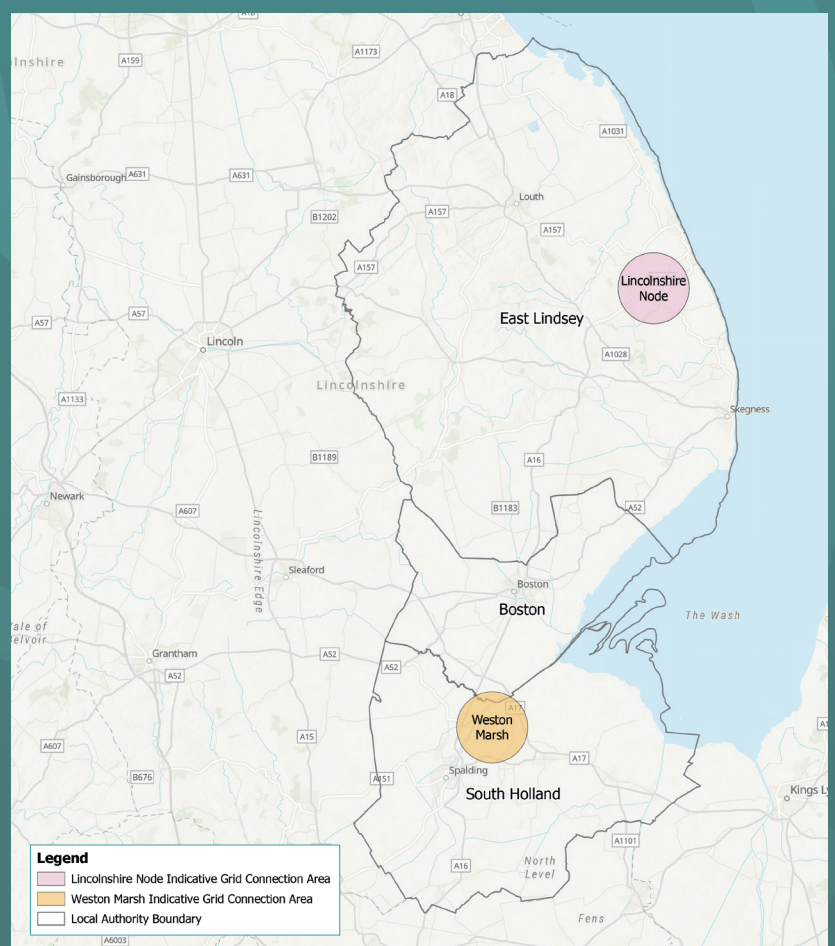 A18
A1173
lnshire
A159
A18
A1031
Gainsborough
A631
A631
Louth
B1202
A157
A157
A157
Lincolnshire
Node
East Lindsey
A57
A57
Lincoln
A1028
Lincolnshire
A1133
Skegness
B1189
A16
Newark
A607
B1183
A52
Lincolnshire Edge
Sleaford
Boston
Boston
The Wash
ale of
elvoir
Grantham
A52
A52
A52
A17
Weston
Marsh
A15
A607
A17
B676
A151
Spalding
South Holland
Kings Ly
A1101
A16
North
Level
Fens
A6003
Legend
Lincolnshire Node Indicative Grid Connection Area
Weston Marsh Indicative Grid Connection Area
Local Authority Boundary